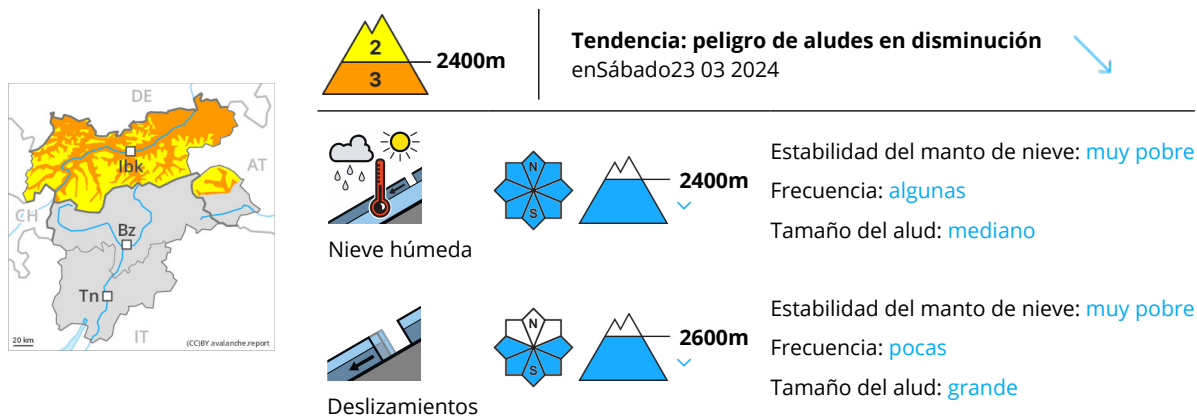 2
3
2400m
Tendencia: peligro de aludes en disminución
enSábado23 03 2024
DE
Ibk
AT
CH
Bz
Tn
IT
20 km
(CC)BY avalanche.report
N
S
2400m
Estabilidad del manto de nieve: muy pobre
Frecuencia: algunas
Tamaño del alud: mediano
Nieve húmeda
N
S
2600m
Estabilidad del manto de nieve: muy pobre
Frecuencia: pocas
Tamaño del alud: grande
Deslizamientos